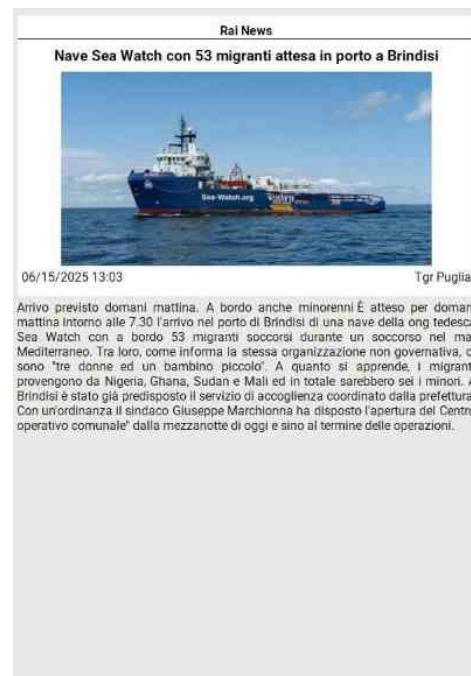 Rai News
Nave Sea Watch con 53 migranti attesa in porto a Brindisi
Sea-Watch.org
06/15/2025 13:03 Tgr Puglia
Arrivo previsto domani mattina. A bordo anche minorenni È atteso per doman
mattina intorno alle 7.30 l'arrivo nel porto di Brindisi di una nave della ong tedesca
Sea Watch con a bordo 53 migranti soccorsi durante un soccorso nel mar
Mediterraneo. Tra loro, come informa la stessa organizzazione non governativa, c
sono "tre donne ed un bambino piccolo". A quanto si apprende, i migrant
provengono da Nigeria, Ghana, Sudan e Mali ed in totale sarebbero sei i minori. A
Brindisi è stato già predisposto il servizio di accoglienza coordinato dalla prefettura.
Con un'ordinanza il sindaco Giuseppe Marchionna ha disposto l'apertura del Centro
operativo comunale" dalla mezzanotte di oggi e sino al termine delle operazioni.